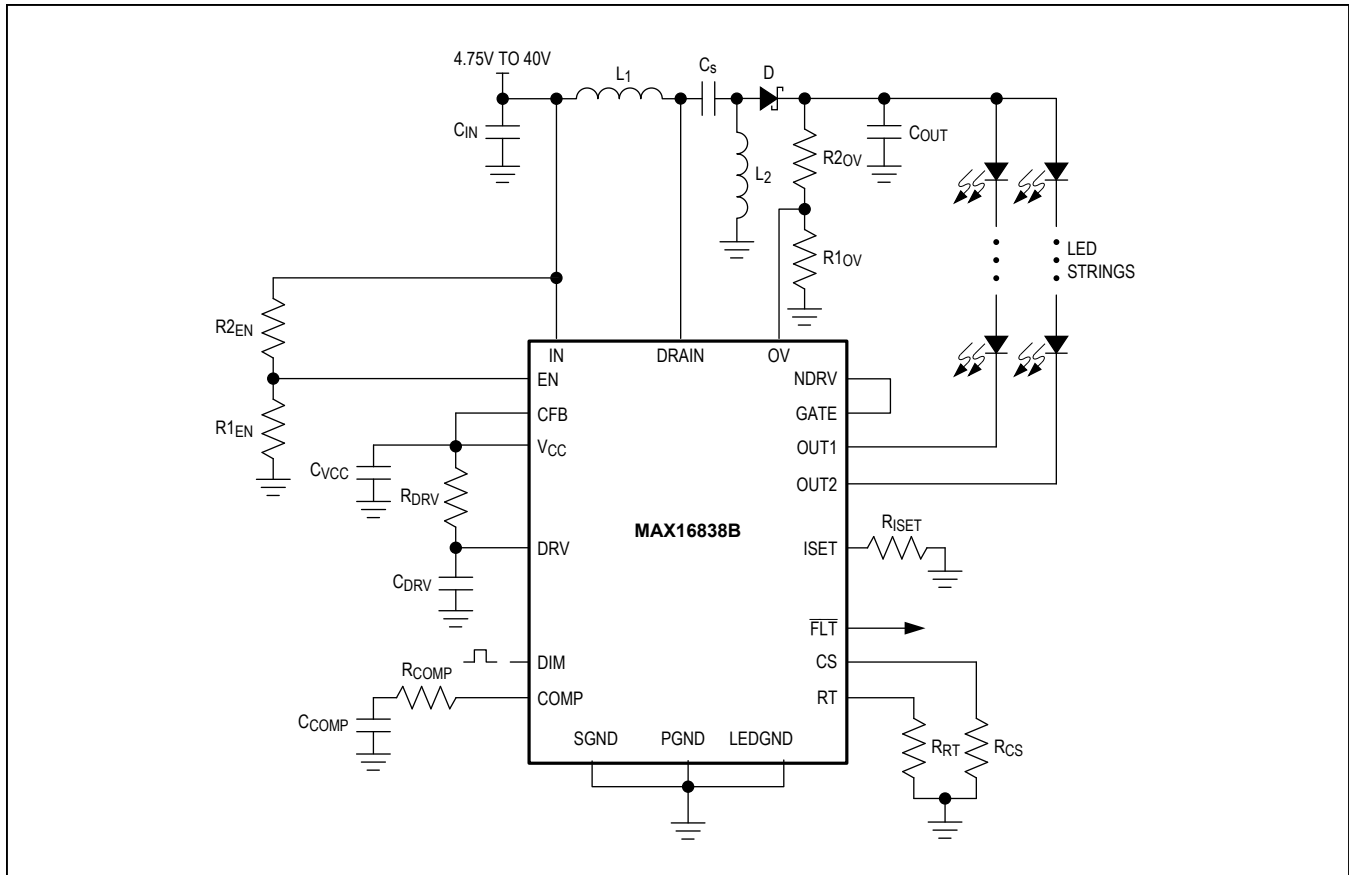 4.75V TO 40V
L1
Cs
D
CIN
COUT
R2OV
L2
R1OV
LED
STRINGS
R2EN
IN
DRAIN
OV
EN
NDRV
CFB
GATE
R1EN
VCC
OUT1
CVCC
RDRV
OUT2
MAX16838B
RISET
DRV
ISET
CDRV
FLT
DIM
CS
RCOMP
COMP
RT
CCOMP
SGND
PGND
LEDGND
RRT
RCS